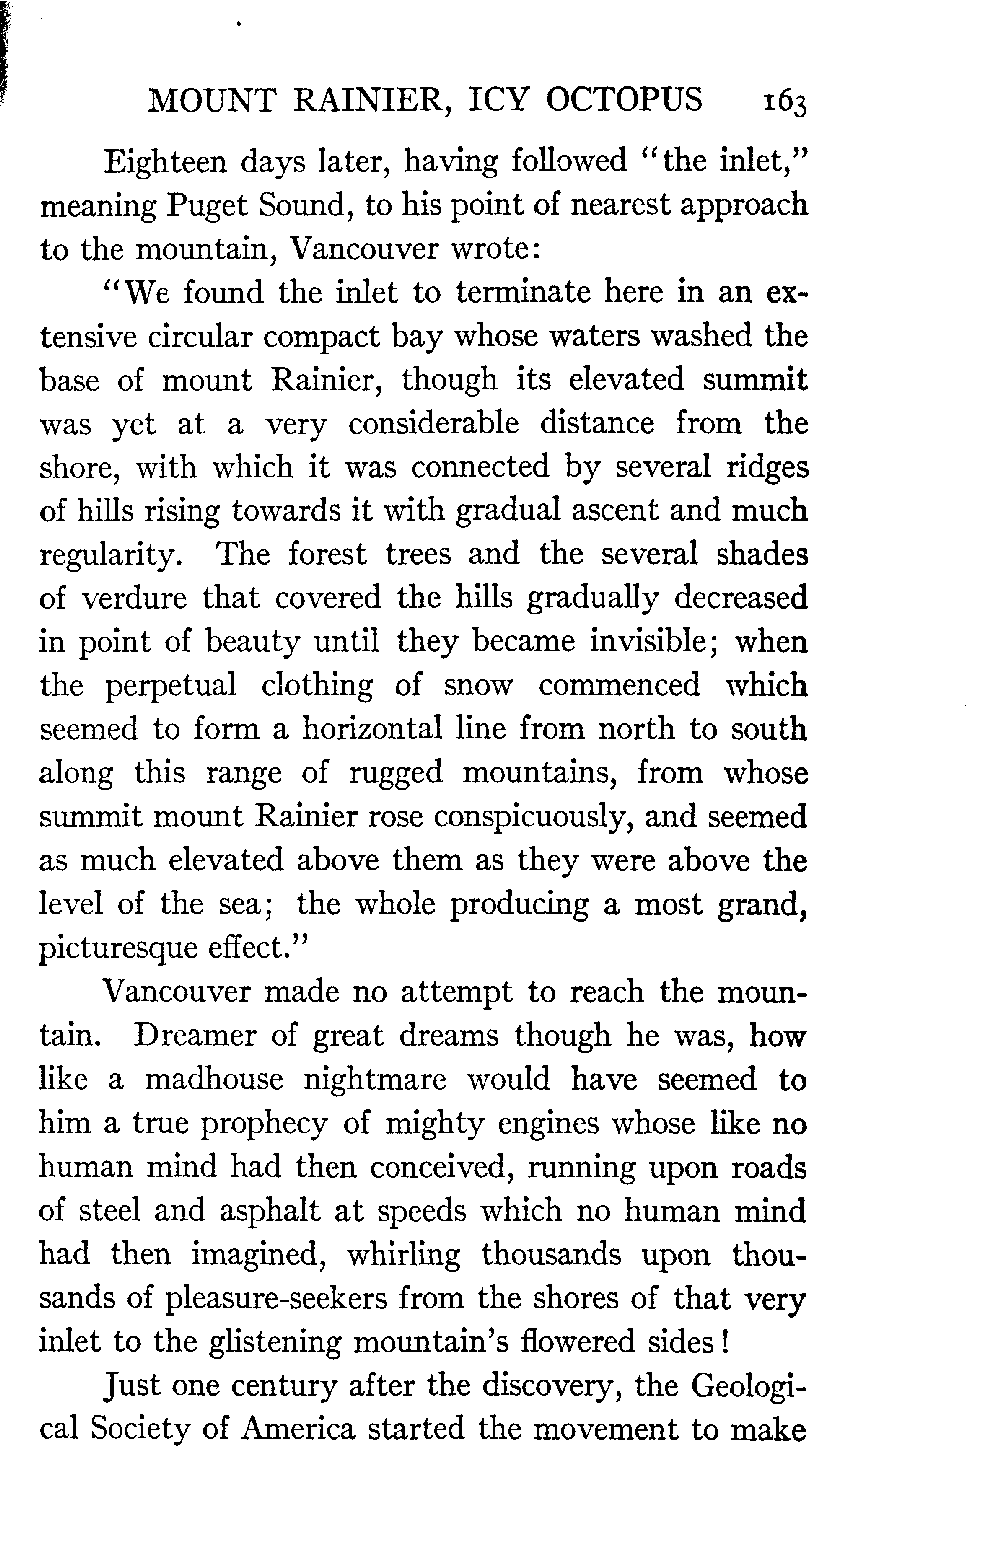 MOUNT RAINIER, ICY OCTOPUS 163
Eighteen days later, having followed "the inlet,"
meaning Puget Sound, to his point of nearest approach
to the mountain, Vancouver wrote:
"We found the inlet to terminate here in an ex-
tensive circular compact bay whose waters washed the
base of mount Rainier, though its elevated summit
was yet at a very considerable distance from the
shore, with which it was connected by several ridges
of hills rising towards it with gradual ascent and much
regularity. The forest trees and the several shades
of verdure that covered the hills gradually decreased
in point of beauty until they became invisible; when
the perpetual clothing of snow commenced which
seemed to form a horizontal line from north to south
along this range of rugged mountains, from whose
summit mount Rainier rose conspicuously, and seemed
as much elevated above them as they were above the
level of the sea; the whole producing a most grand,
picturesque effect."
Vancouver made no attempt to reach the moun-
tain. Dreamer of great dreams though he was, how
like a madhouse nightmare would have seemed to
him a true prophecy of mighty engines whose like no
human mind had then conceived, running upon roads
of steel and asphalt at speeds which no human mind
had then imagined, whirling thousands upon thou-
sands of pleasure-seekers from the shores of that very
inlet to the glistening mountain's flowered sides!
Just one century after the discovery, the Geologi-
cal Society of America started the movement to make